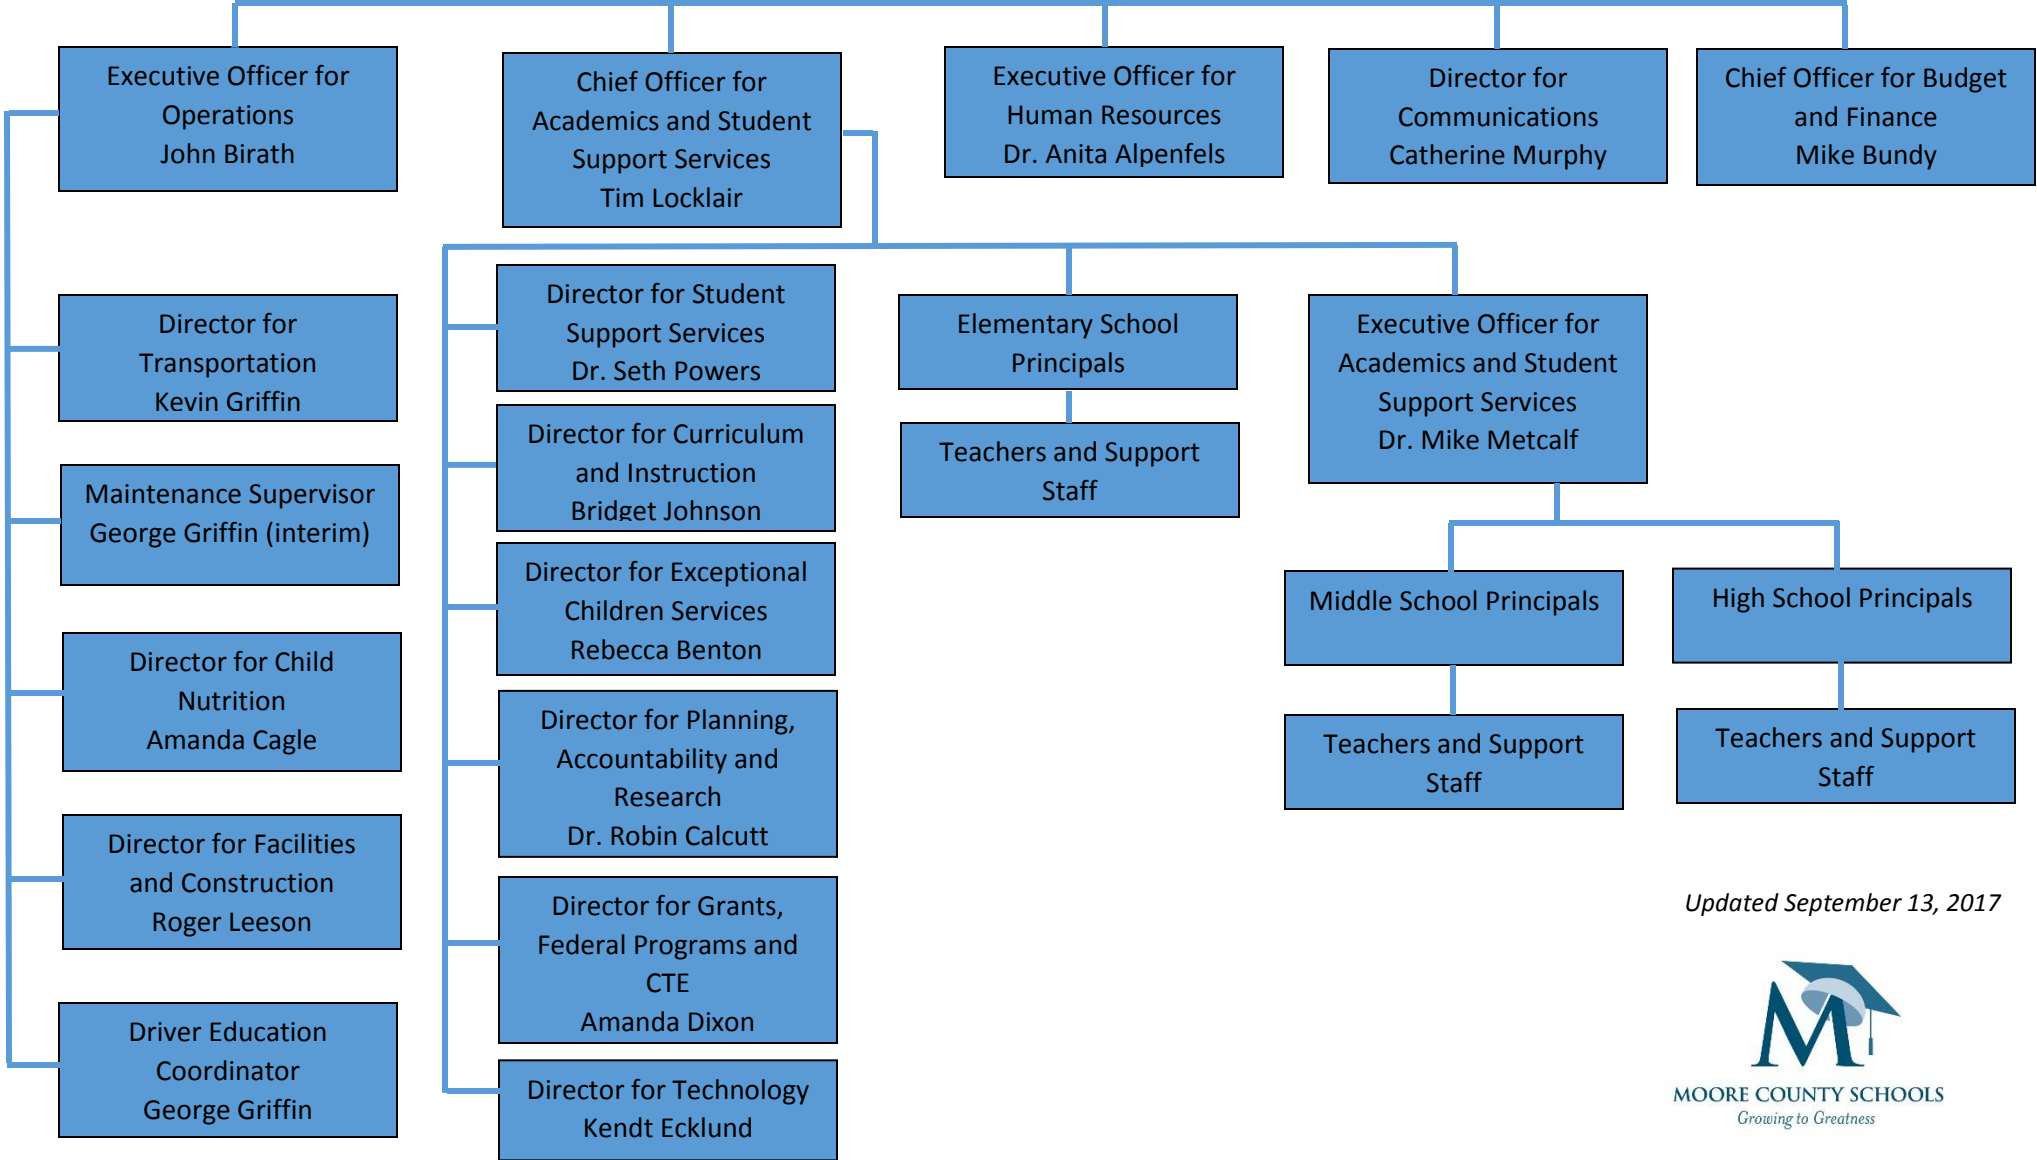 Executive Officer for
Operations
John Birath
Chief Officer for
Academics and Student
Support Services
Tim Locklair
Executive Officer for
Human Resources
Dr. Anita Alpenfels
Director for
Communications
Catherine Murphy
Chief Officer for Budget
and Finance
Mike Bundy
Director for
Transportation
Kevin Griffin
Maintenance Supervisor
George Griffin (interim)
Director for Child
Nutrition
Amanda Cagle
Director for Facilities
and Construction
Roger Leeson
Driver Education
Coordinator
George Griffin
Director for Student
Support Services
Dr. Seth Powers
Director for Curriculum
and Instruction
Bridget Johnson
Director for Exceptional
Children Services
Rebecca Benton
Director for Planning,
Accountability and
Research
Dr. Robin Calcutt
Director for Grants,
Federal Programs and
CTE
Amanda Dixon
Director for Technology
Kendt Ecklund
Elementary School
Principals
Teachers and Support
Staff
Executive Officer for
Academics and Student
Support Services
Dr. Mike Metcalf
Middle School Principals
Teachers and Support
Staff
High School Principals
Teachers and Support
Staff
Updated September 13, 2017
M
MOORE COUNTY SCHOOLS
Growing to Greatness